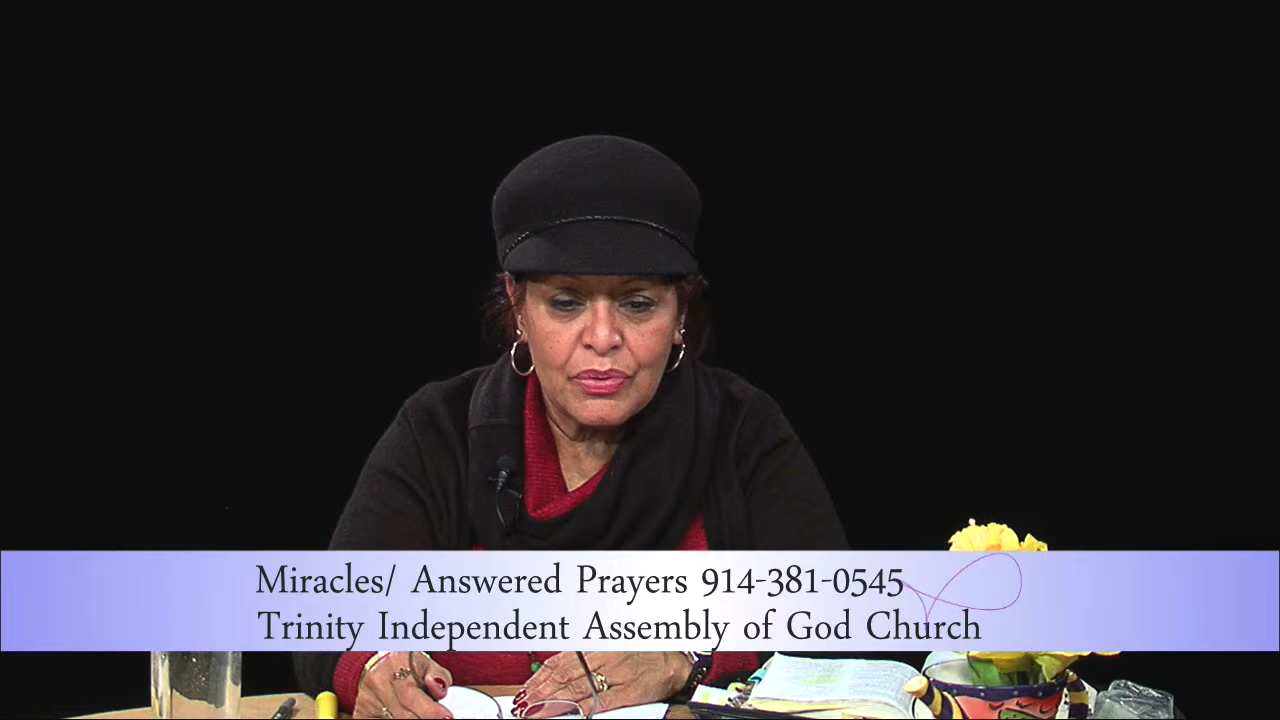 Miracles/ Answered Prayers 914-381-0545
Trinity Independent Assembly of God Church